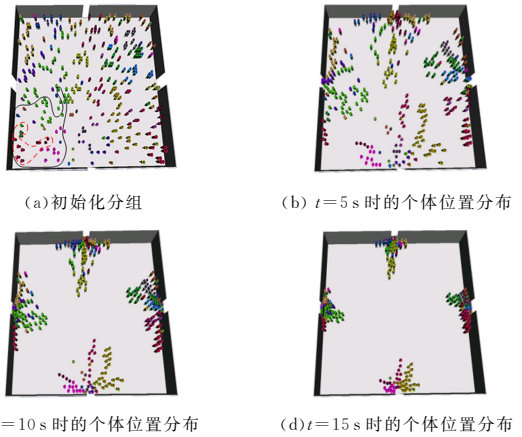 (a)初始化分组
(b) t=5 s 时的个体位置分布
=10 s 时的个体位置分布
(d)t=15 s 时的个体位置分布